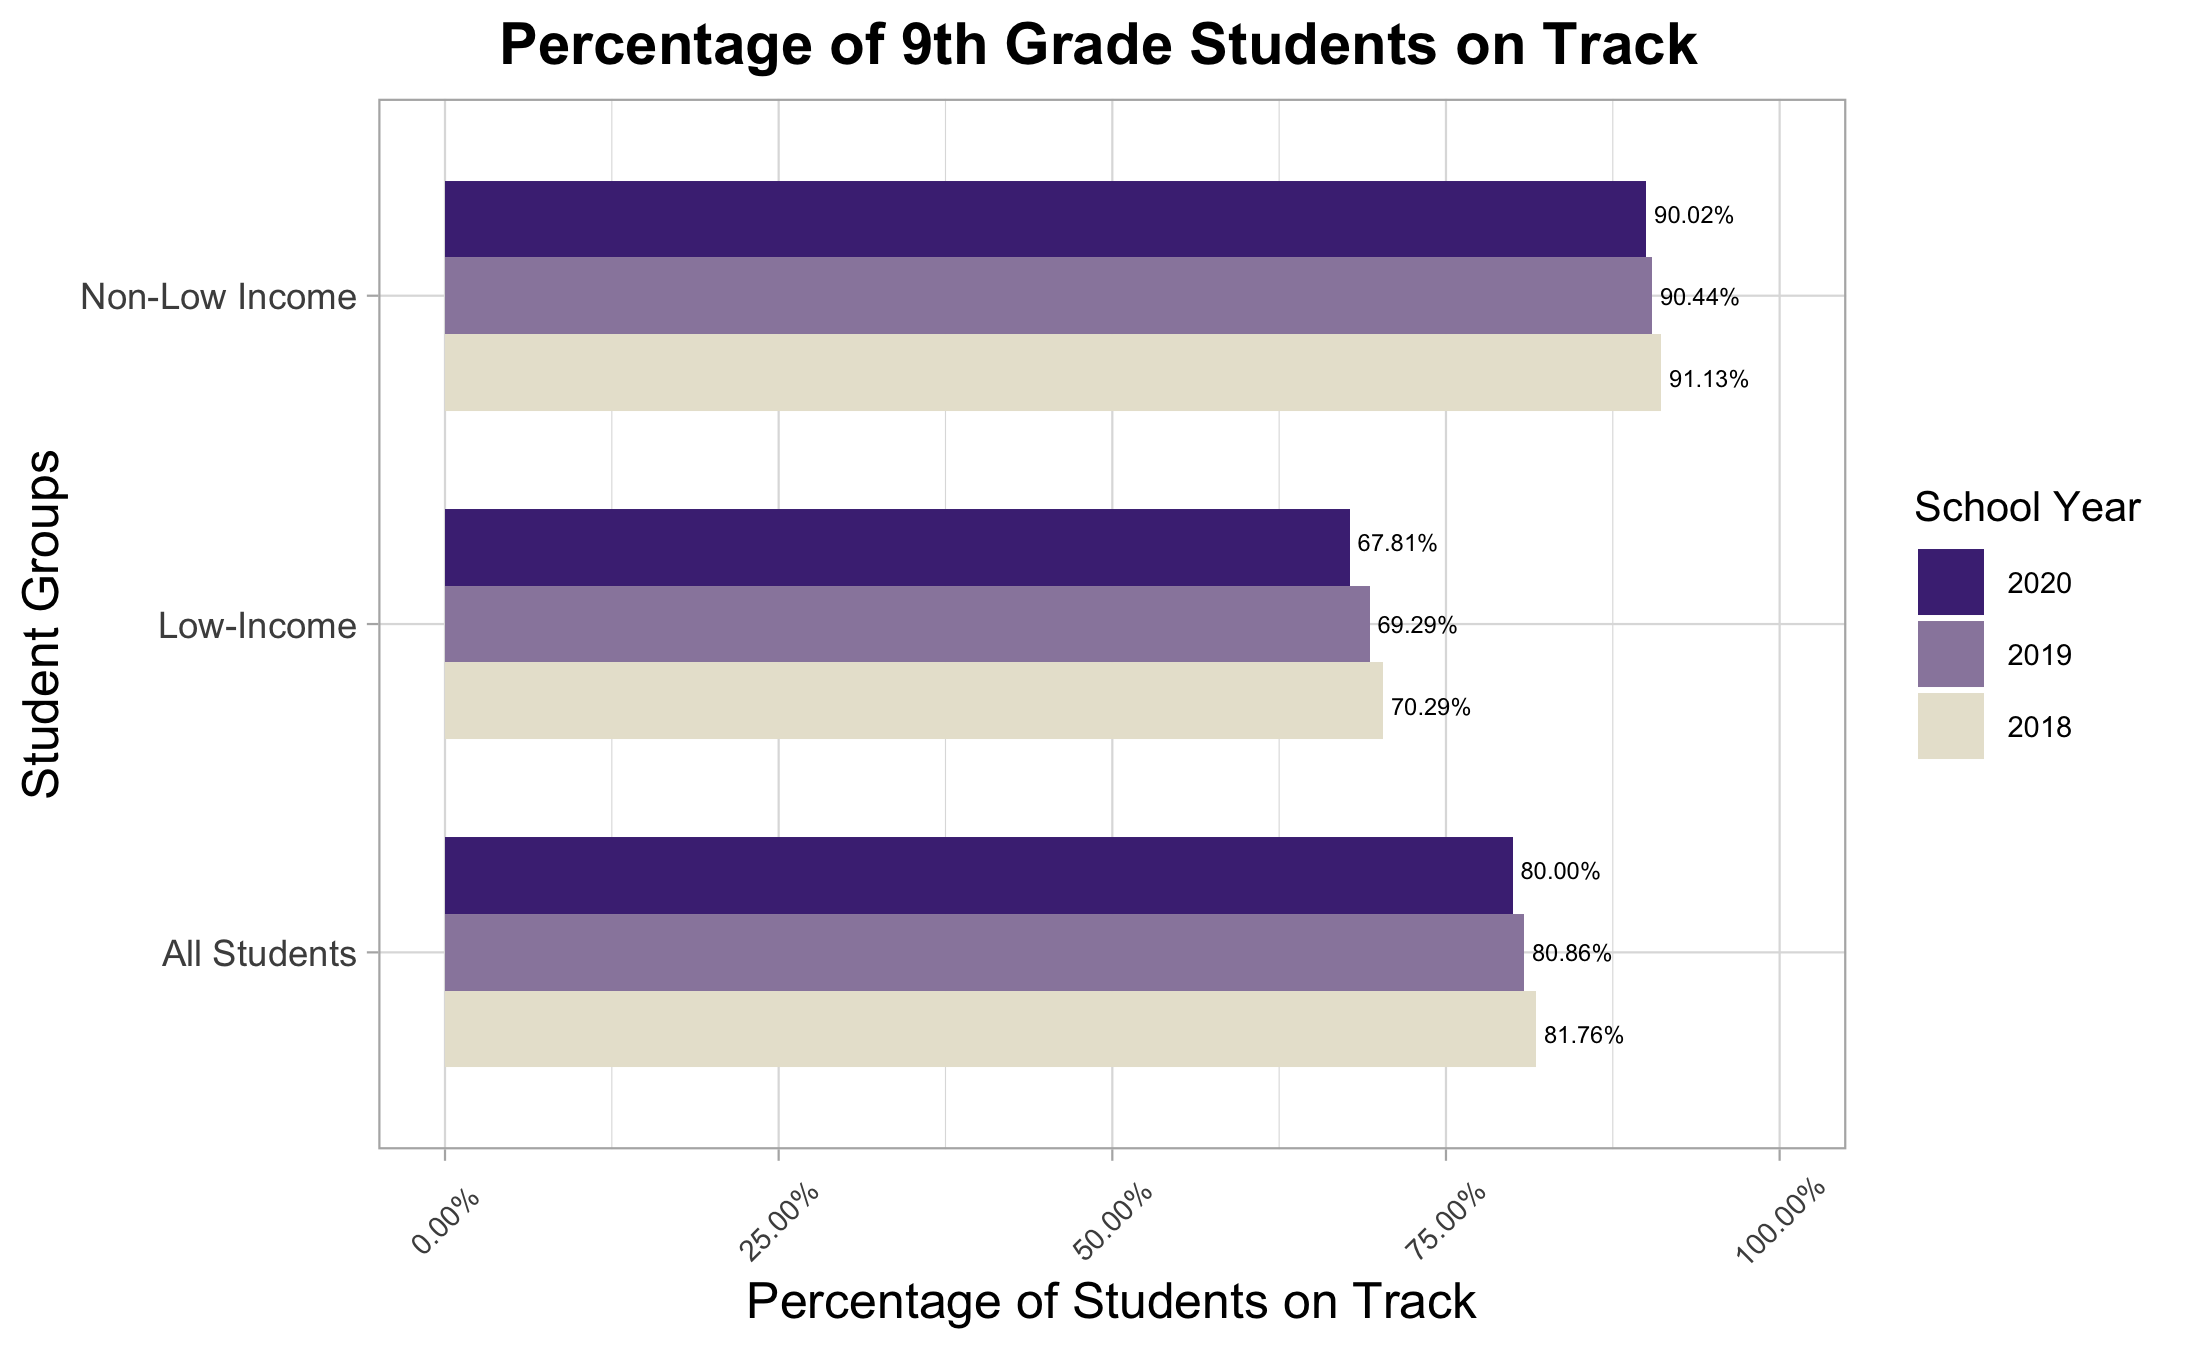 Percentage of 9th Grade Students on Track
Student Groups
Non-Low Income
90.02%
90.44%
91.13%
Low-Income
67.81%
69.29%
70.29%
All Students
80.00%
80.86%
81.76%
0.00%
25.00%
50.00%
75.00%
100.00%
Percentage of Students on Track
School Year
2020
2019
2018